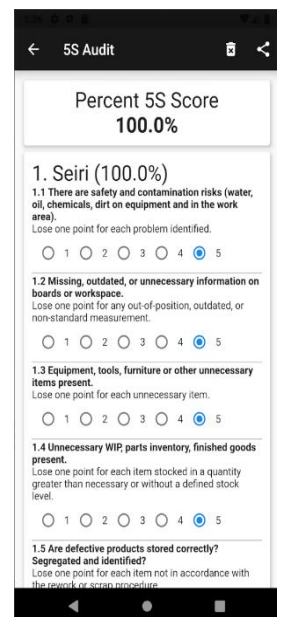 5S Audit
Percent 5S Score
100.0%
1. Seiri (100.0%)
1.1 There are safety and contamination risks (water,
oil, chemicals, dirt on equipment and in the work
area).
Lose one point for each problem identified.
1 2 3 4 5
1.2 Missing, outdated, or unnecessary information on
boards or workspace.
Lose one point for any out-of-position, outdated, or
non-standard measurement.
1 2 3 4 5
1.3 Equipment, tools, furniture or other unnecessary
items present.
Lose one point for each unnecessary item.
1 2 3 4 5
1.4 Unnecessary WIP, parts inventory, finished goods
present.
Lose one point for each item stocked in a quantity
greater than necessary or without a defined stock
level.
1 2 3 4 5
1.5 Are defective products stored correctly?
Segregated and identified?
Lose one point for each item not in accordance with
the rework or scrap procedure